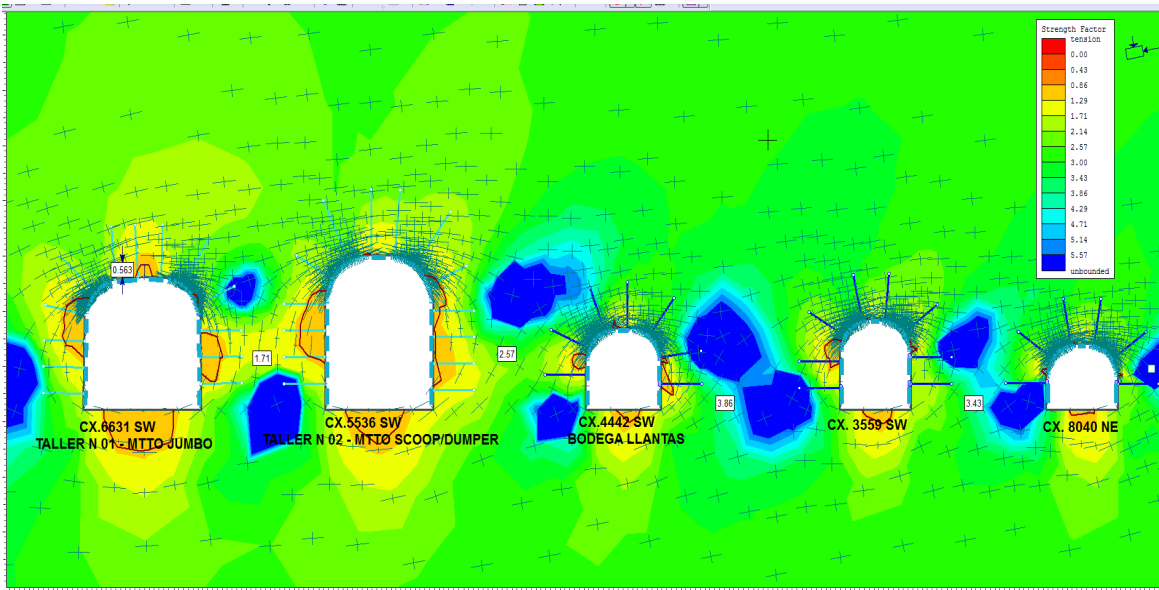 Strength Factor
tension
0.00
0.43
0.86
1.29
1.71
2.14
2.57
3.00
3.43
3.86
4.29
4.71
5.14
5.57
unbounded
0.563
1.71
2.57
3.86
3.43
CX.6631 SW
TALLER N 01 - MTTO JUMBO
CX.5536 SW
TALLER N 02 - MTTO SCOOP/DUMPER
CX.4442 SW
BODEGA LLANTAS
CX. 3559 SW
CX. 8040 NE